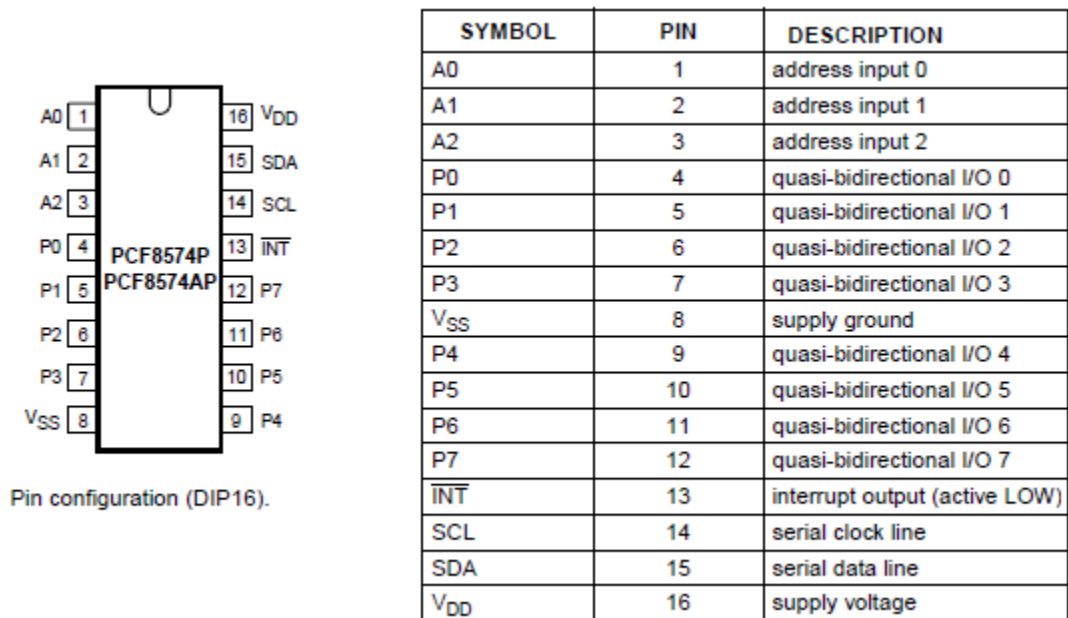 A0 1
A1 2
A2 3
P0 4
P1 5
P2 6
P3 7
VSS 8
PCF8574P
PCF8574AP
16 VDD
15 SDA
14 SCL
13 INT
12 P7
11 P6
10 P5
9 P4
Pin configuration (DIP16).
SYMBOL PIN DESCRIPTION
A0 1 address input 0
A1 2 address input 1
A2 3 address input 2
P0 4 quasi-bidirectional I/O 0
P1 5 quasi-bidirectional I/O 1
P2 6 quasi-bidirectional I/O 2
P3 7 quasi-bidirectional I/O 3
VSS 8 supply ground
P4 9 quasi-bidirectional I/O 4
P5 10 quasi-bidirectional I/O 5
P6 11 quasi-bidirectional I/O 6
P7 12 quasi-bidirectional I/O 7
INT 13 interrupt output (active LOW)
SCL 14 serial clock line
SDA 15 serial data line
VDD 16 supply voltage